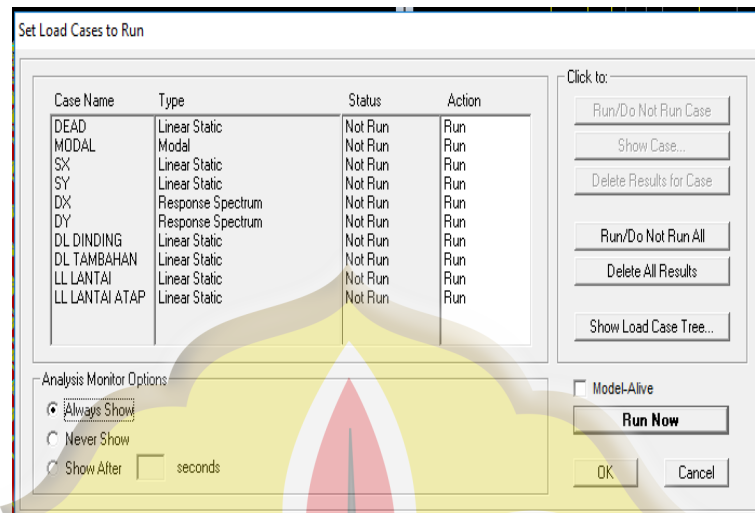 Set Load Cases to Run
Case Name Type Status Action
DEAD Linear Static Not Run Run
MODAL Modal Not Run Run
SX Linear Static Not Run Run
SY Linear Static Not Run Run
DX Response Spectrum Not Run Run
DY Response Spectrum Not Run Run
DL DINDING Linear Static Not Run Run
DL TAMBAHAN Linear Static Not Run Run
LL LANTAI Linear Static Not Run Run
LL LANTAI ATAP Linear Static Not Run Run
Click to:
Run/Do Not Run Case
Show Case...
Delete Results for Case
Run/Do Not Run All
Delete All Results
Show Load Case Tree...
Analysis Monitor Options
Always Show
Never Show
Show After seconds
Model-Alive
Run Now
OK Cancel